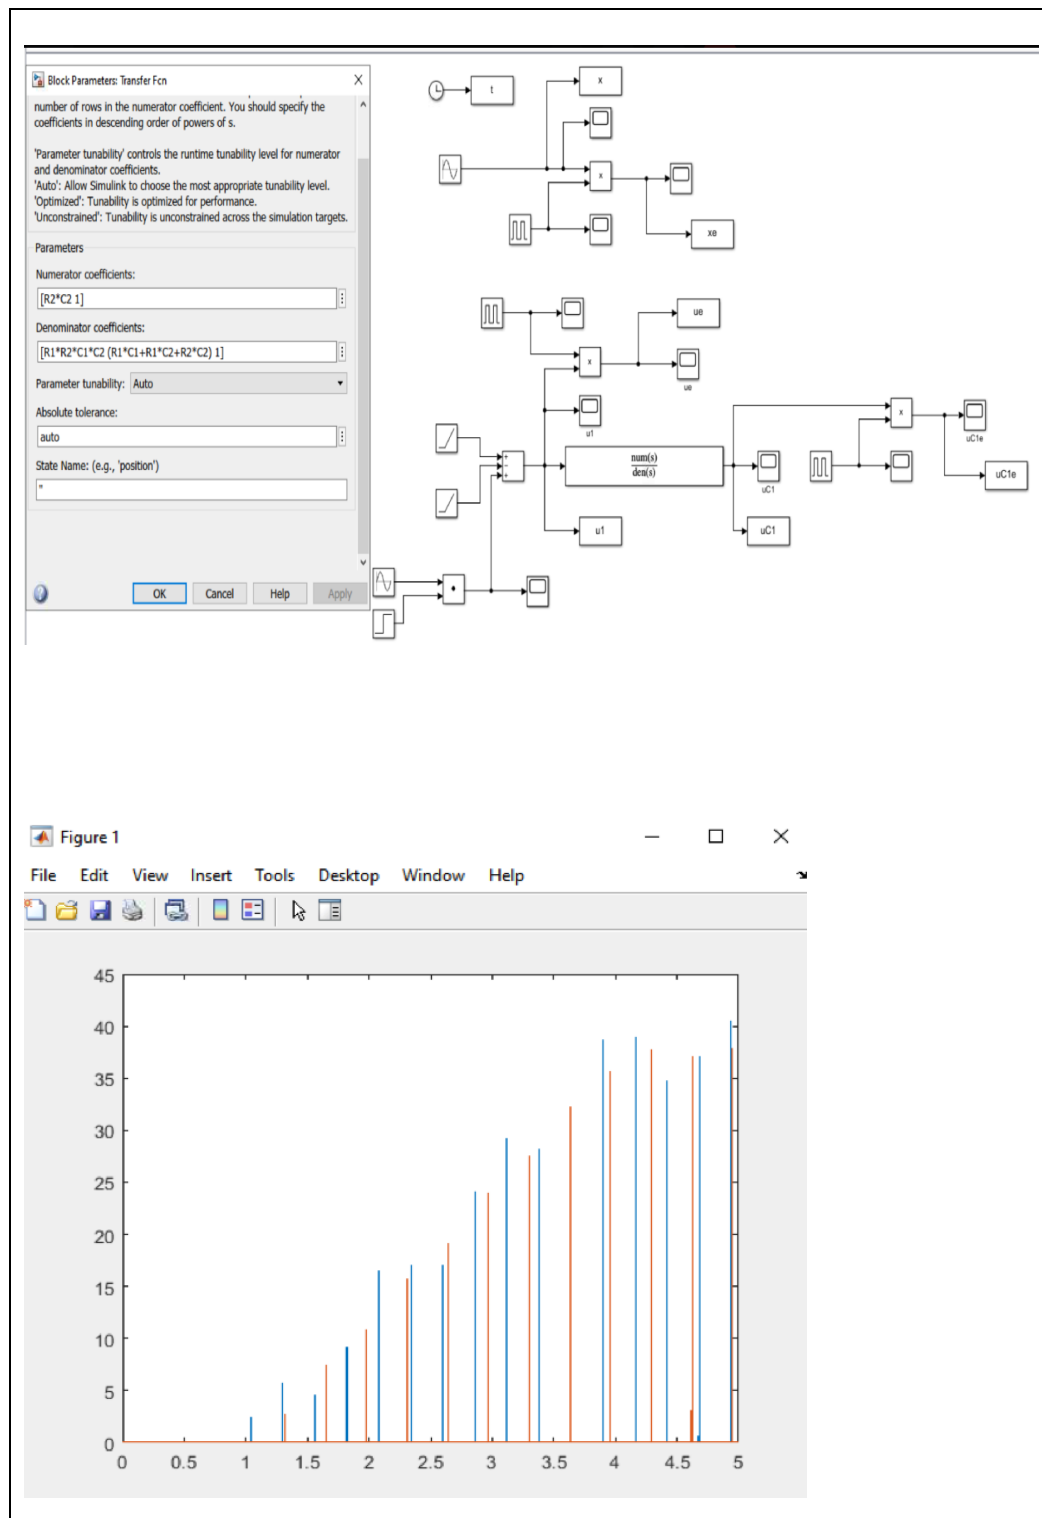 Block Parameters: Transfer Fcn
number of rows in the numerator coefficient. You should specify the
coefficients in descending order of powers of s.
'Parameter tunability' controls the runtime tunability level for numerator
and denominator coefficients.
'Auto': Allow Simulink to choose the most appropriate tunability level.
'Optimized': Tunability is optimized for performance.
'Unconstrained': Tunability is unconstrained across the simulation targets.
Parameters
Numerator coefficients:
[R2*C2 1]
Denominator coefficients:
[R1*R2*C1*C2 (R1*C1+R1*C2+R2*C2) 1]
Parameter tunability: Auto
Absolute tolerance:
auto
State Name: (e.g., 'position')
''
OK Cancel Help Apply
t
x
x
xe
ue
x
ue
u1
x
uC1e
+
−
+
num(s)
den(s)
uC1
uC1e
u1
uC1
Figure 1
File Edit View Insert Tools Desktop Window Help
45
40
35
30
25
20
15
10
5
0
0 0.5 1 1.5 2 2.5 3 3.5 4 4.5 5